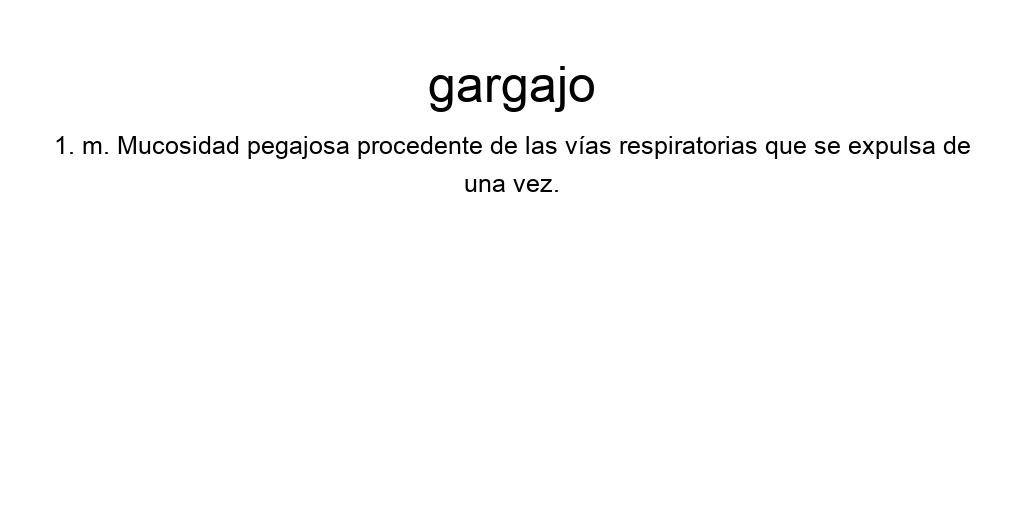 gargajo
1. m. Mucosidad pegajosa procedente de las vías respiratorias que se expulsa de
una vez.